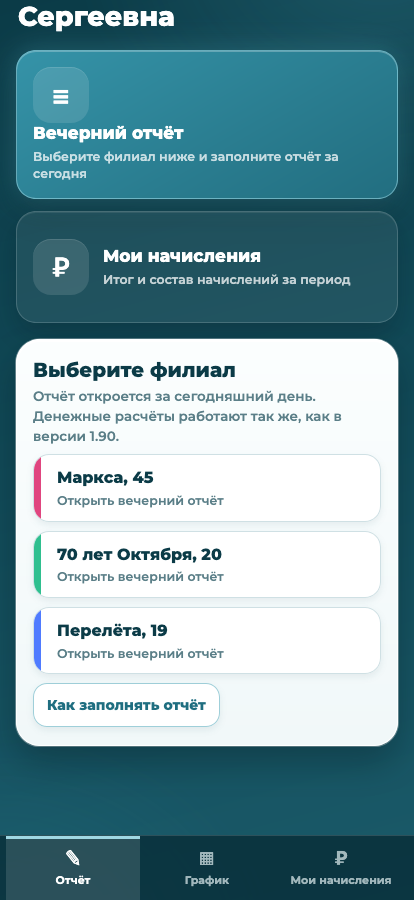 Сергеевна
Вечерний отчёт
Выберите филиал ниже и заполните отчёт за
сегодня
₽
Мои начисления
Итог и состав начислений за период
Выберите филиал
Отчёт откроется за сегодняшний день.
Денежные расчёты работают так же, как в
версии 1.90.
Маркса, 45
Открыть вечерний отчёт
70 лет Октября, 20
Открыть вечерний отчёт
Перелёта, 19
Открыть вечерний отчёт
Как заполнять отчёт
₽
Отчёт График Мои начисления